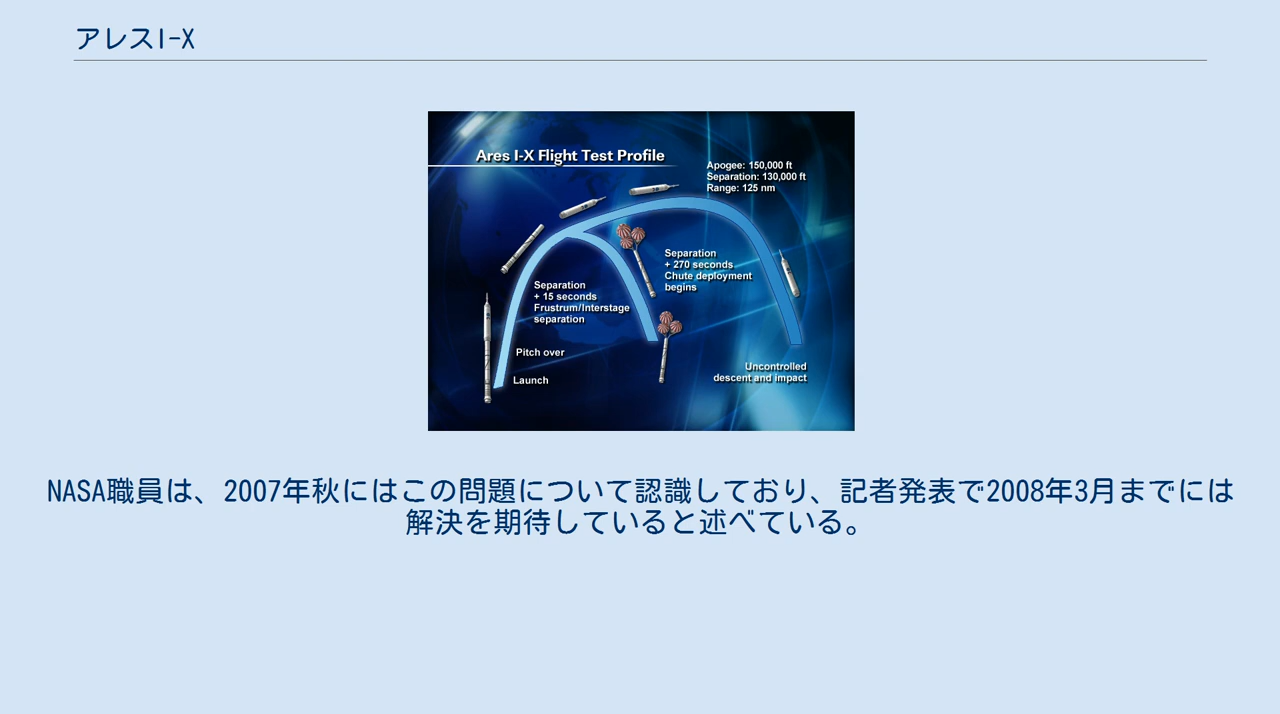 アレスI-X
Ares I-X Flight Test Profile
Apogee: 150,000 ft
Separation: 130,000 ft
Range: 125 nm
Separation
+ 270 seconds
Chute deployment
begins
Separation
+ 15 seconds
Frustrum/Interstage
separation
Pitch over
Launch
Uncontrolled
descent and impact
NASA職員は、2007年秋にはこの問題について認識しており、記者発表で2008年3月までには
解決を期待していると述べている。